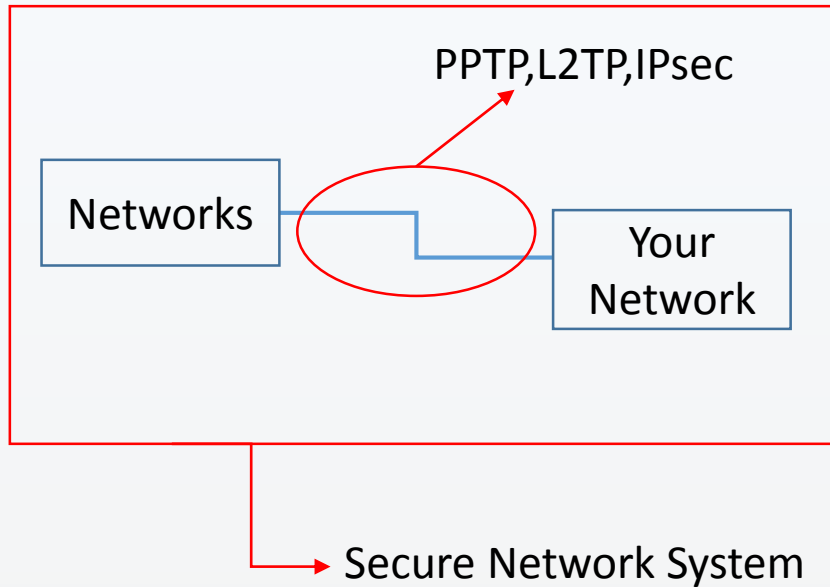 PPTP,L2TP,IPsec
Networks
Your
Network
Secure Network System